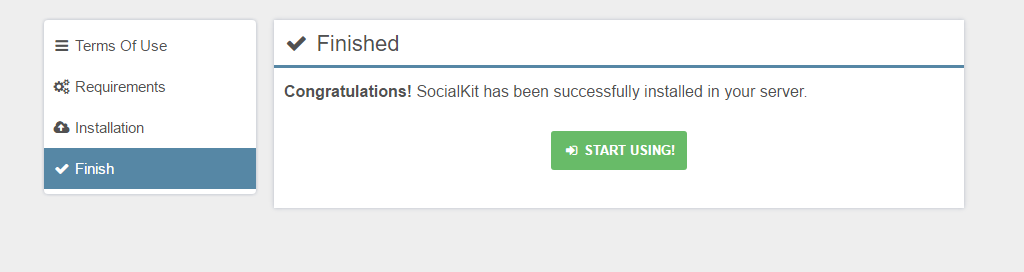 Terms Of Use
Requirements
Installation
Finish
Finished
Congratulations! SocialKit has been successfully installed in your server.
START USING!